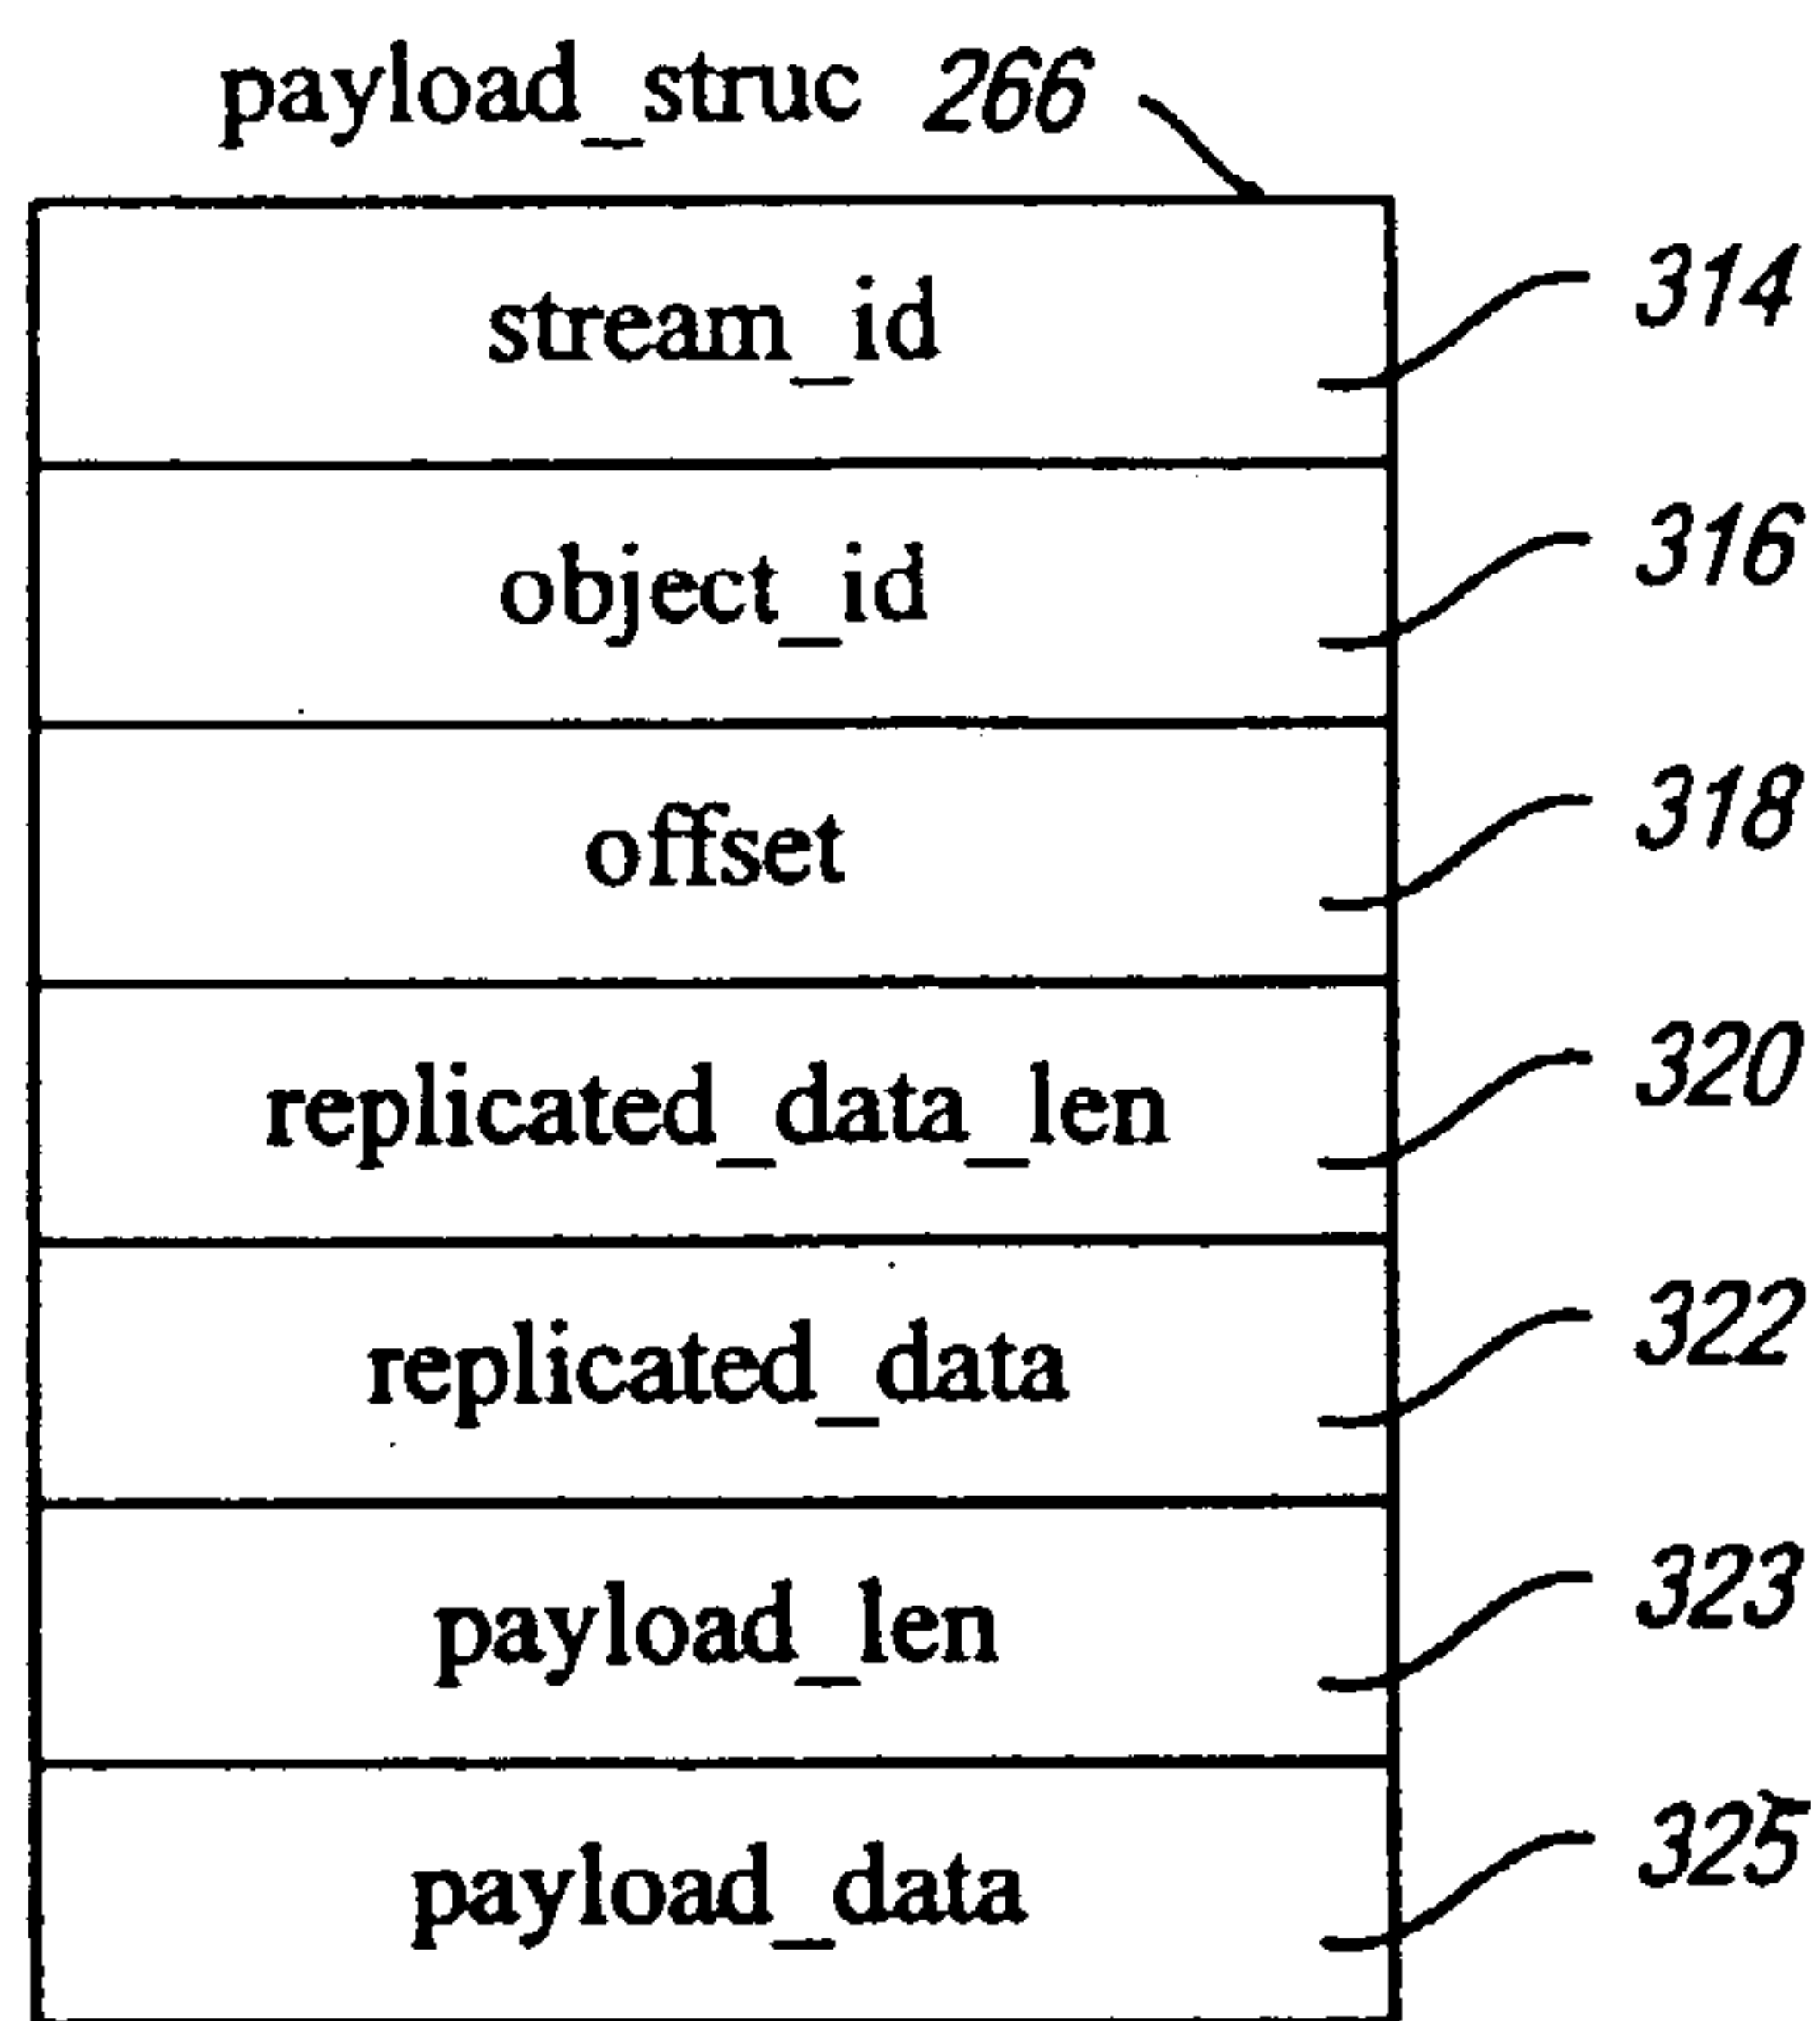 payload_struc 266
stream_id 314
object_id 316
offset 318
replicated_data_len 320
replicated_data 322
payload_len 323
payload_data 325